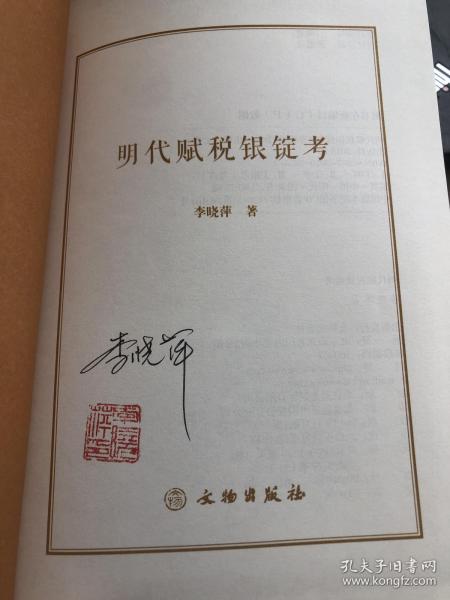 明代赋税银锭考
李晓萍 著
李晓萍
文物出版社
孔夫子旧书网
www.kongfz.com